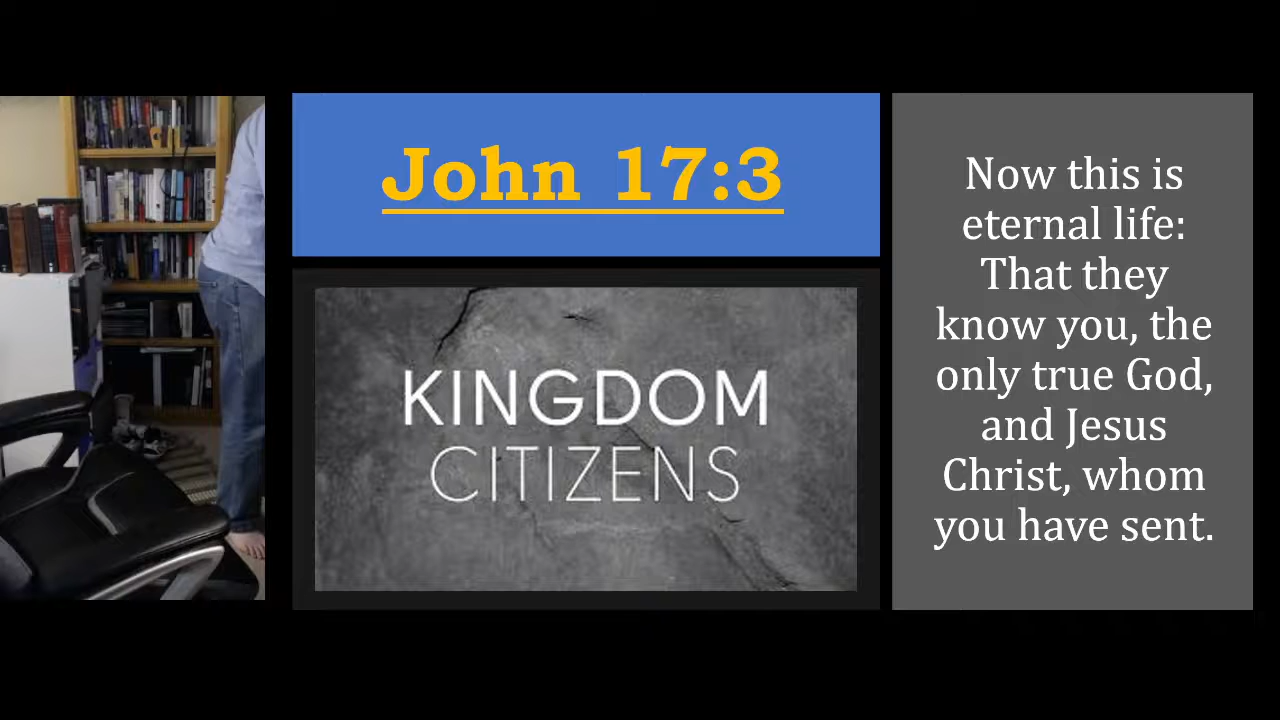 John 17:3
KINGDOM
CITIZENS
Now this is
eternal life:
That they
know you, the
only true God,
and Jesus
Christ, whom
you have sent.